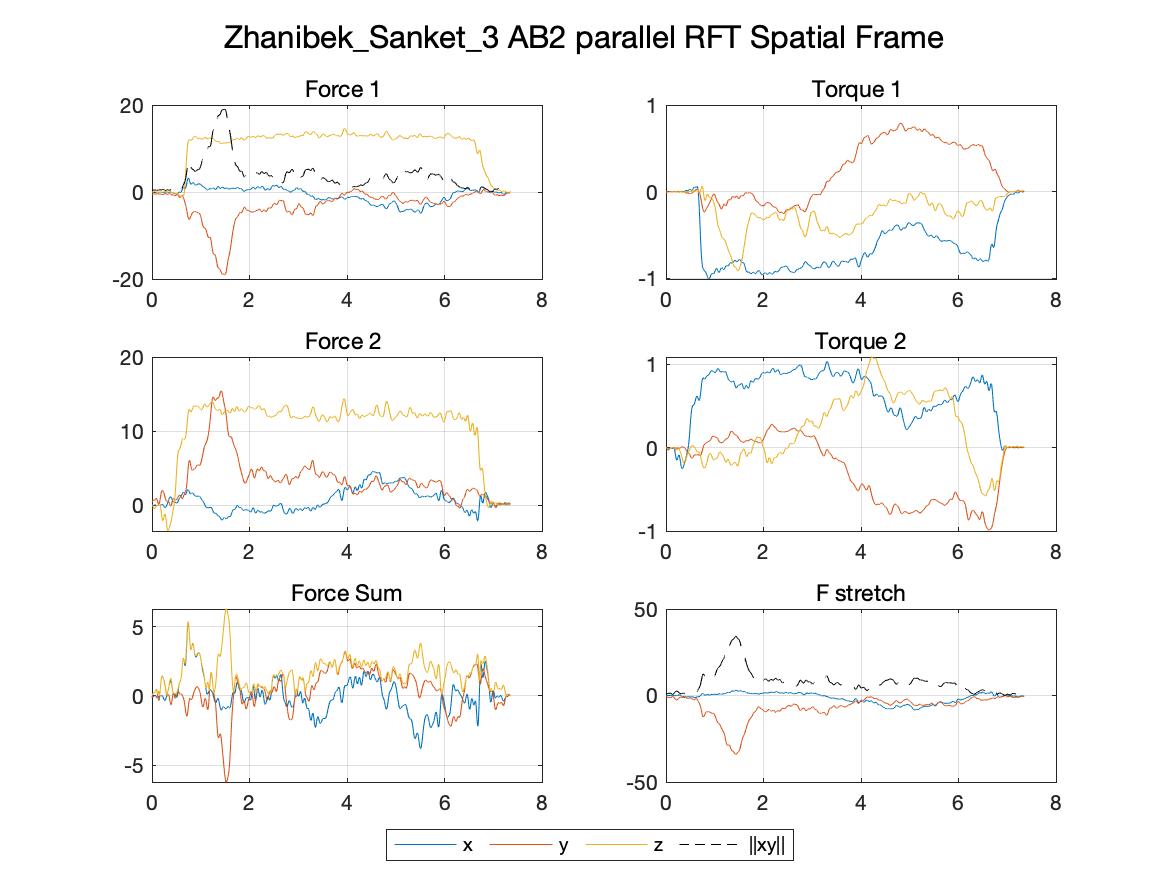 Zhanibek_Sanket_3 AB2 parallel RFT Spatial Frame
Force 1
20
0
-20
0 2 4 6 8
Torque 1
1
0
-1
0 2 4 6 8
Force 2
20
10
0
0 2 4 6 8
Torque 2
1
0
-1
0 2 4 6 8
Force Sum
5
0
-5
0 2 4 6 8
F stretch
50
0
-50
0 2 4 6 8
x y z ||xy||